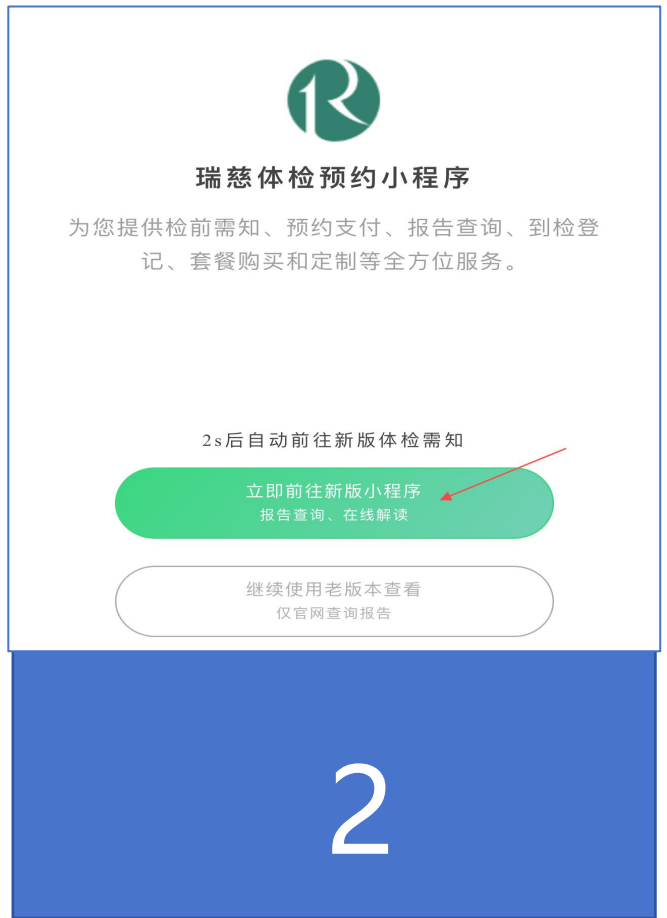 瑞慈体检预约小程序
为您提供检前需知、预约支付、报告查询、到检登
记、套餐购买和定制等全方位服务。
2s后自动前往新版体检需知
立即前往新版小程序
报告查询、在线解读
继续使用老版本查看
仅官网查询报告
2